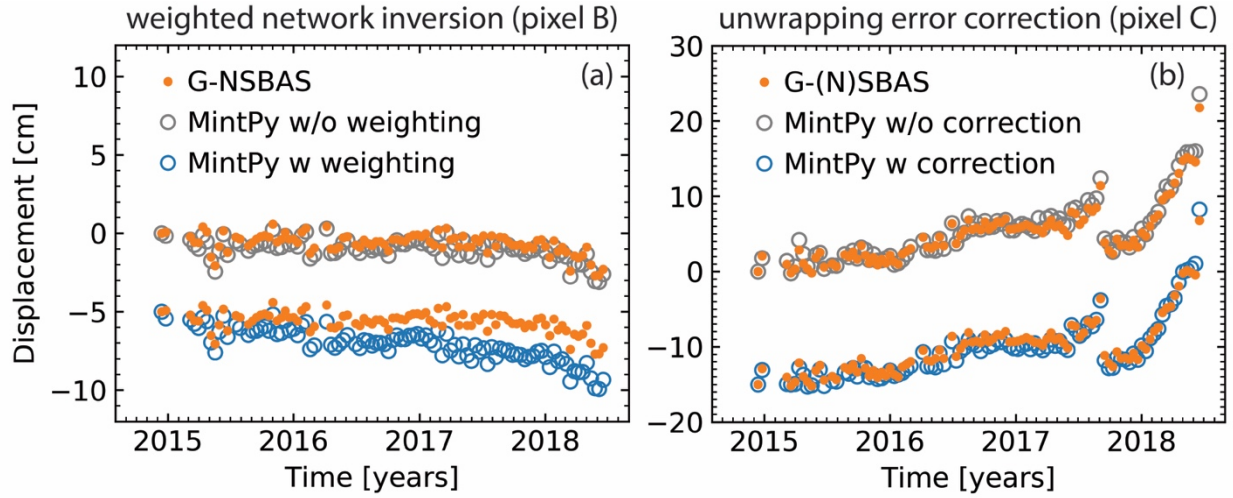 weighted network inversion (pixel B)
unwrapping error correction (pixel C)
(a)
G-NSBAS
MintPy w/o weighting
MintPy w weighting
Displacement [cm]
10
5
0
−5
−10
2015 2016 2017 2018
Time [years]
(b)
G-(N)SBAS
MintPy w/o correction
MintPy w correction
30
20
10
0
−10
−20
2015 2016 2017 2018
Time [years]